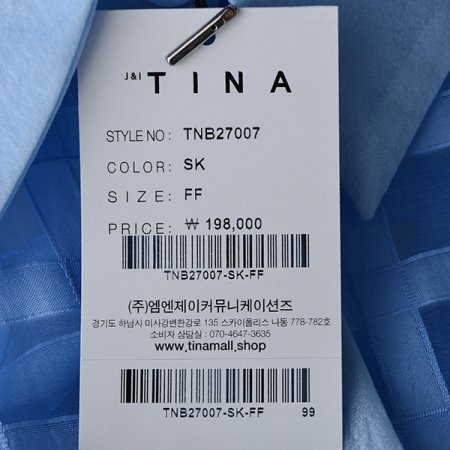 J&I TINA
STYLE NO : TNB27007
COLOR: SK
SIZE: FF
PRICE: ₩ 198,000
TNB27007-SK-FF
(주)엠엔제이커뮤니케이션즈
경기도 하남시 미사강변한강로 135 스카이폴리스 나동 778-782호
소비자 상담실 : 070-4647-3635
www.tinamall.shop
TNB27007-SK-FF 99